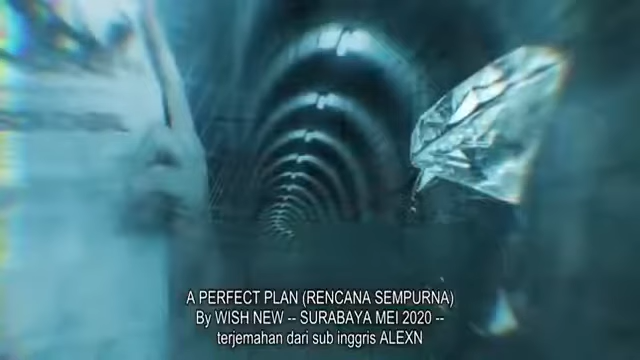 A PERFECT PLAN (RENCANA SEMPURNA)
By WISH NEW -- SURABAYA MEI 2020 --
terjemahan dari sub inggris ALEXN